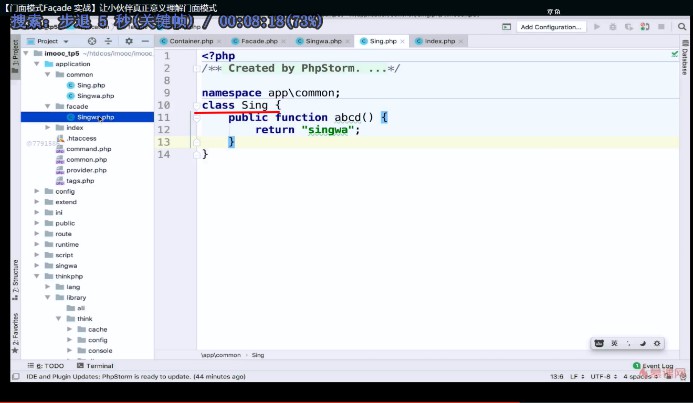 【门面模式Façade 实战】让小伙伴真正意义理解门面模式
搜索: 步退 5 秒(关键帧) / 00:08:18(73%)
Add Configuration...
Project
Container.php
Facade.php
Singwa.php
Sing.php
Index.php
1: Project
Database
imooc_tp5 ~/htdocs/imooc/imooc
application
common
Sing.php
Singwa.php
facade
Singwa.php
index
.htaccess
command.php
common.php
provider.php
tags.php
config
extend
ini
public
route
runtime
script
singwa
thinkphp
lang
library
think
cache
config
console
1 <?php
2 /** Created by PhpStorm. ...*/
8
9 namespace app\common;
10 class Sing {
11 public function abcd() {
12 return "singwa";
13 }
14 }
2: Structure
2: Favorites
英
\app\common
Sing
6: TODO
Terminal
1 Event Log
IDE and Plugin Updates: PhpStorm is ready to update. (44 minutes ago)
13:6 LF UTF-8 4 spaces